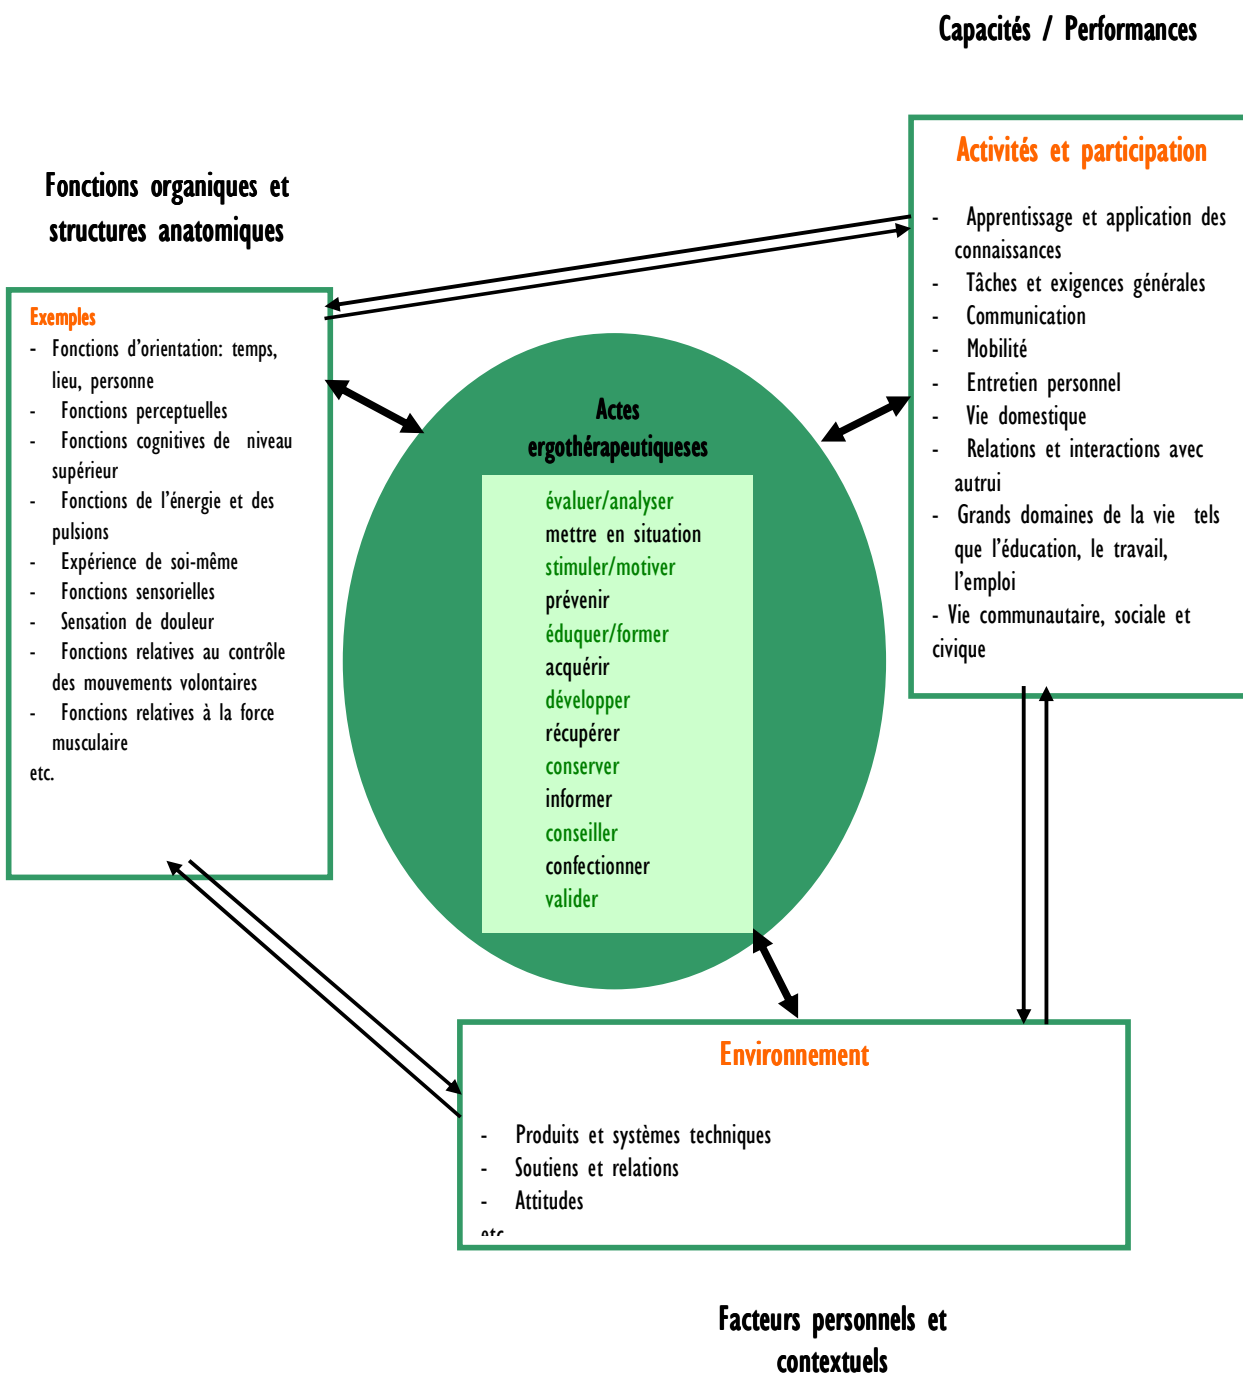 Capacités / Performances
Activités et participation
- Apprentissage et application des
connaissances
- Tâches et exigences générales
- Communication
- Mobilité
- Entretien personnel
- Vie domestique
- Relations et interactions avec
autrui
- Grands domaines de la vie tels
que l'éducation, le travail,
l'emploi
- Vie communautaire, sociale et
civique
Fonctions organiques et
structures anatomiques
Exemples
- Fonctions d'orientation: temps,
lieu, personne
- Fonctions perceptuelles
- Fonctions cognitives de niveau
supérieur
- Fonctions de l'énergie et des
pulsions
- Expérience de soi-même
- Fonctions sensorielles
- Sensation de douleur
- Fonctions relatives au contrôle
des mouvements volontaires
- Fonctions relatives à la force
musculaire
etc.
Actes
ergothérapeutiqueses
évaluer/analyser
mettre en situation
stimuler/motiver
prévenir
éduquer/former
acquérir
développer
récupérer
conserver
informer
conseiller
confectionner
valider
Environnement
- Produits et systèmes techniques
- Soutiens et relations
- Attitudes
etc
Facteurs personnels et
contextuels